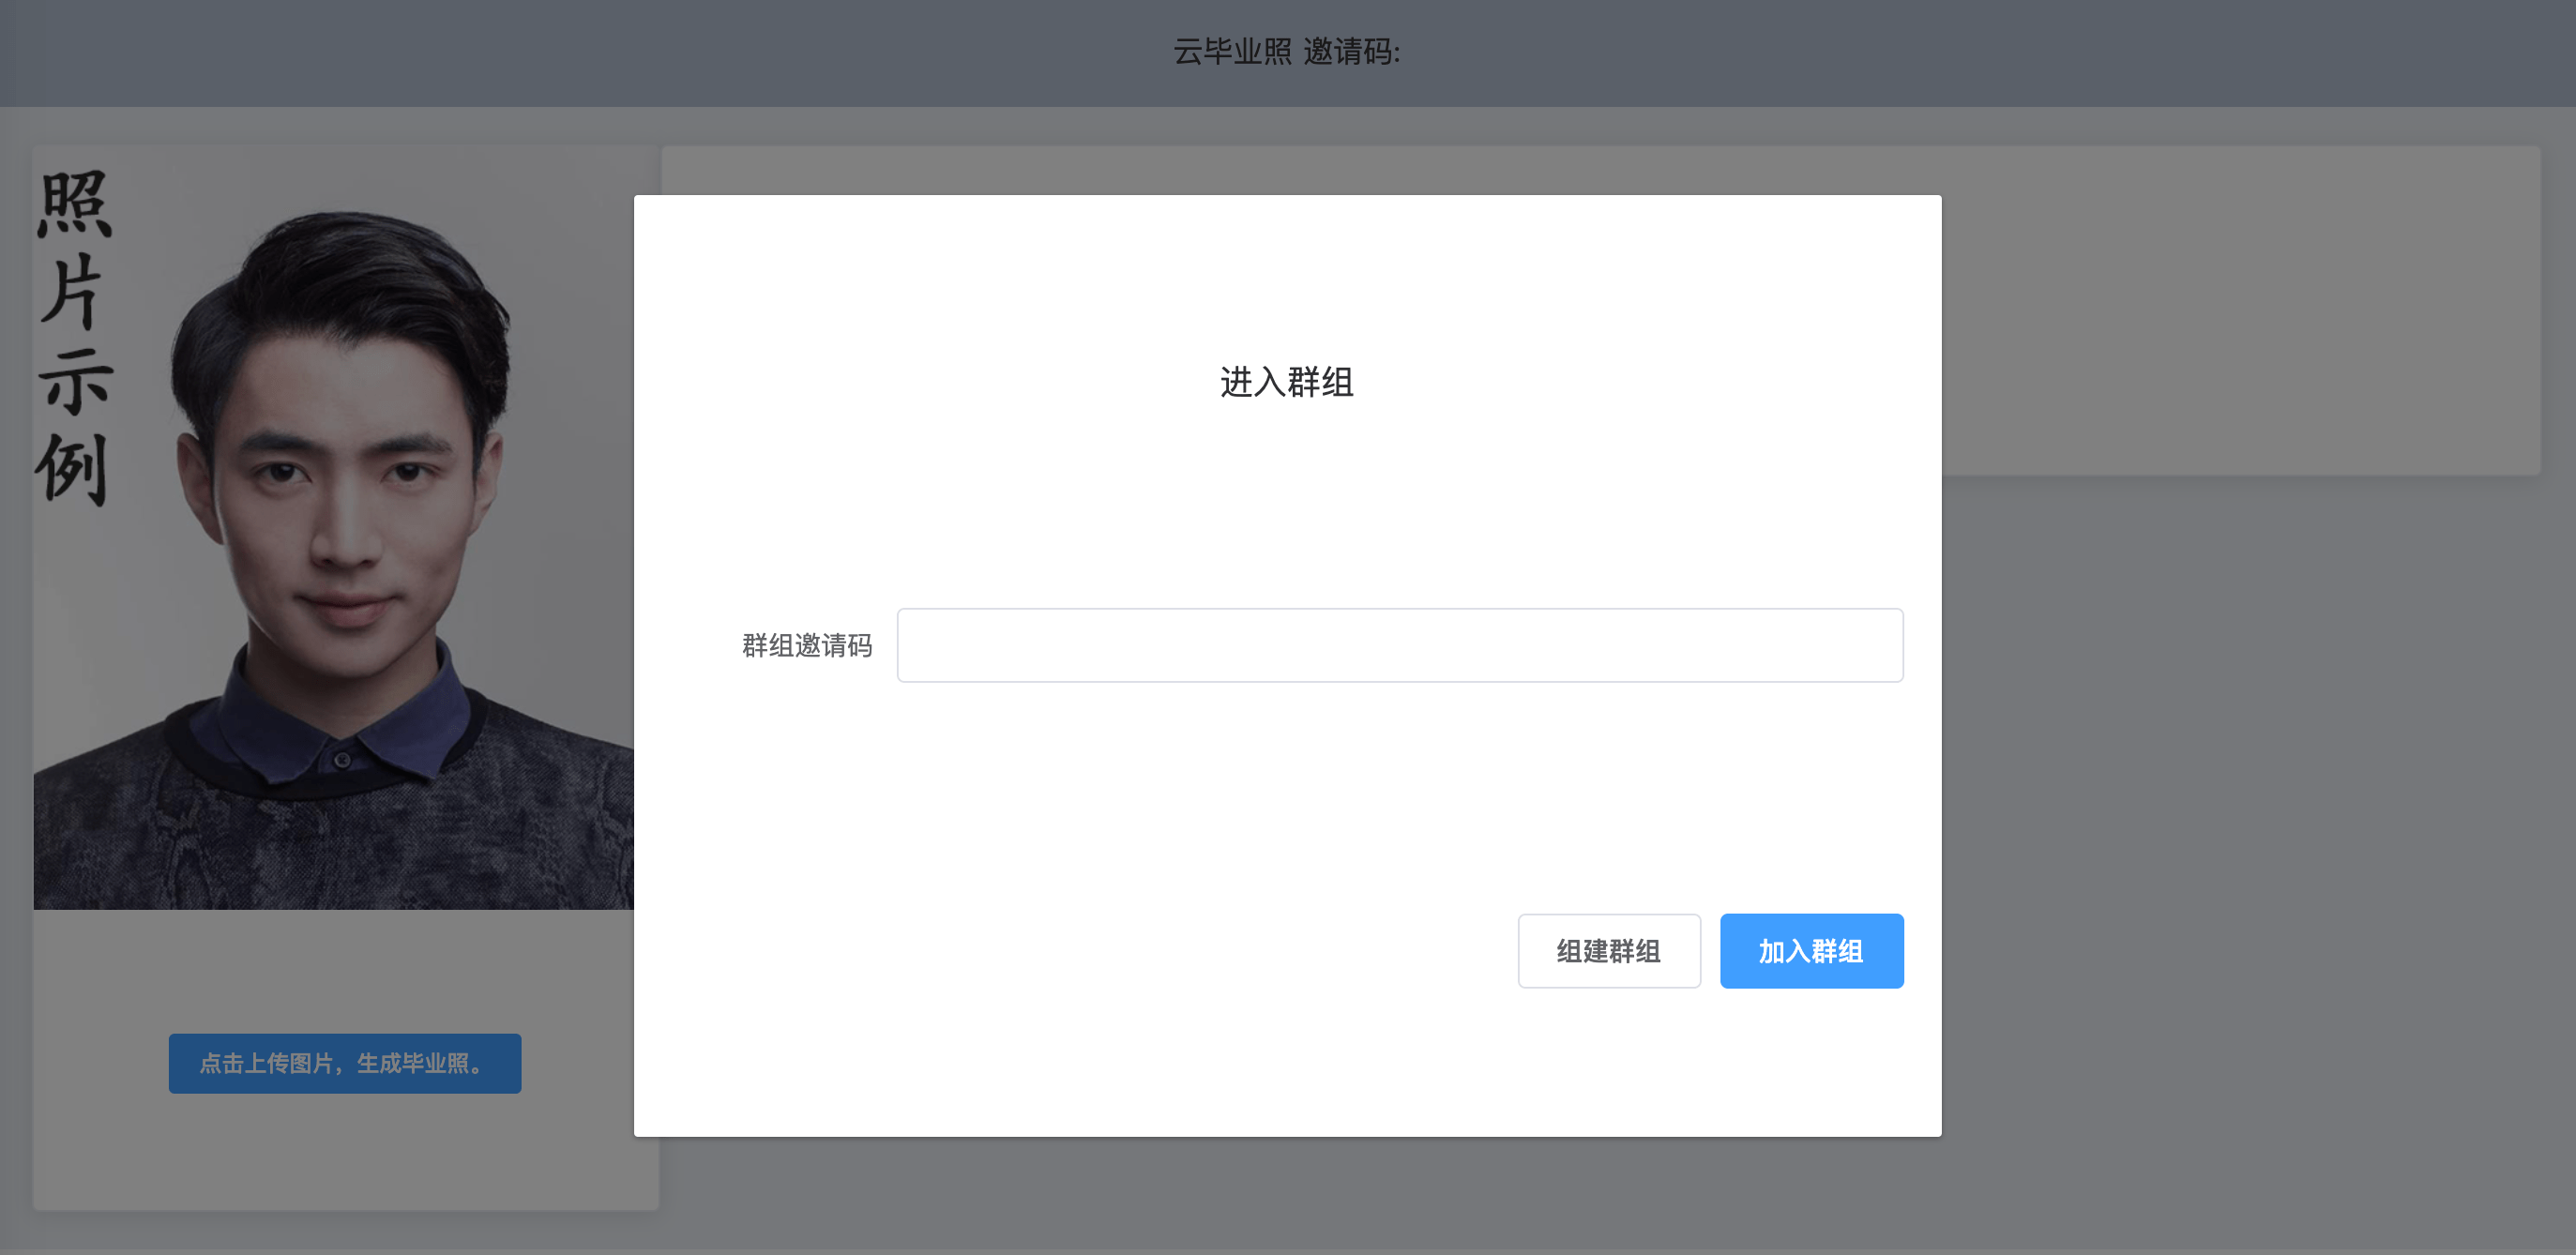 云毕业照 邀请码:
照
片
示
例
进入群组
群组邀请码
组建群组
加入群组
点击上传图片，生成毕业照。